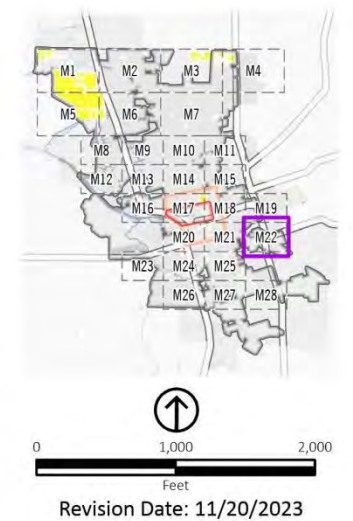 M1 M2 M3 M4
M5 M6 M7
M8 M9 M10 M11
M12 M13 M14 M15
M16 M17 M18 M19
M20 M21 M22
M23 M24 M25
M26 M27 M28
0 1,000 2,000
Feet
Revision Date: 11/20/2023